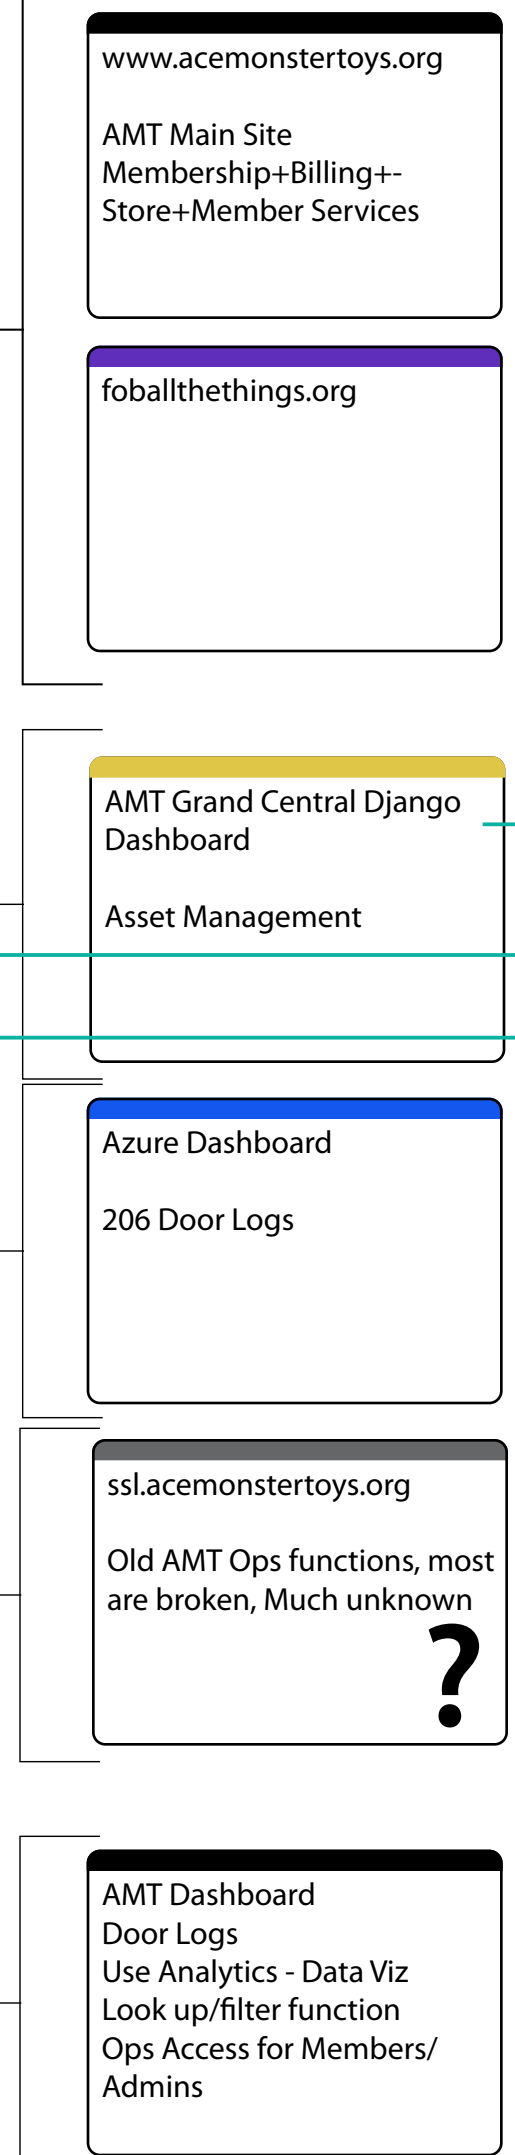 www.acemonstertoys.org
AMT Main Site
Membership+Billing+-
Store+Member Services
foballthethings.org
AMT Grand Central Django
Dashboard
Asset Management
Azure Dashboard
206 Door Logs
ssl.acemonstertoys.org
Old AMT Ops functions, most
are broken, Much unknown
?
AMT Dashboard
Door Logs
Use Analytics - Data Viz
Look up/filter function
Ops Access for Members/
Admins